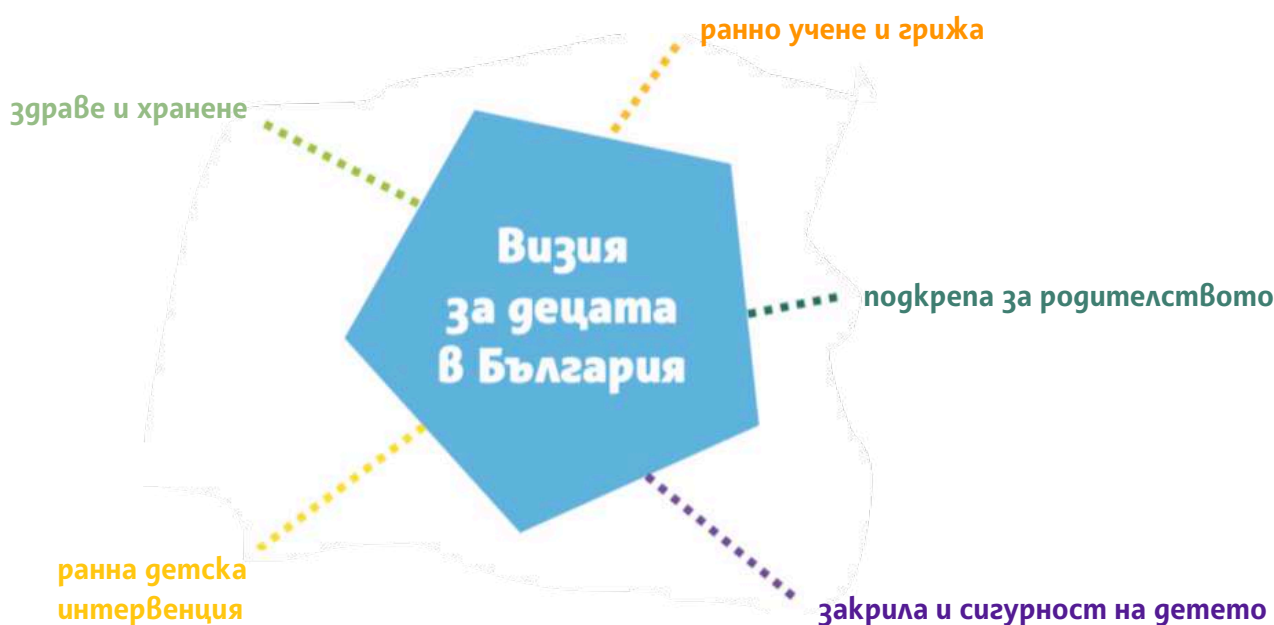 ранно учене и грижа
здраве и хранене
Визия
за децата
в България
подкрепа за родителството
ранна детска
интервенция
закрила и сигурност на детето